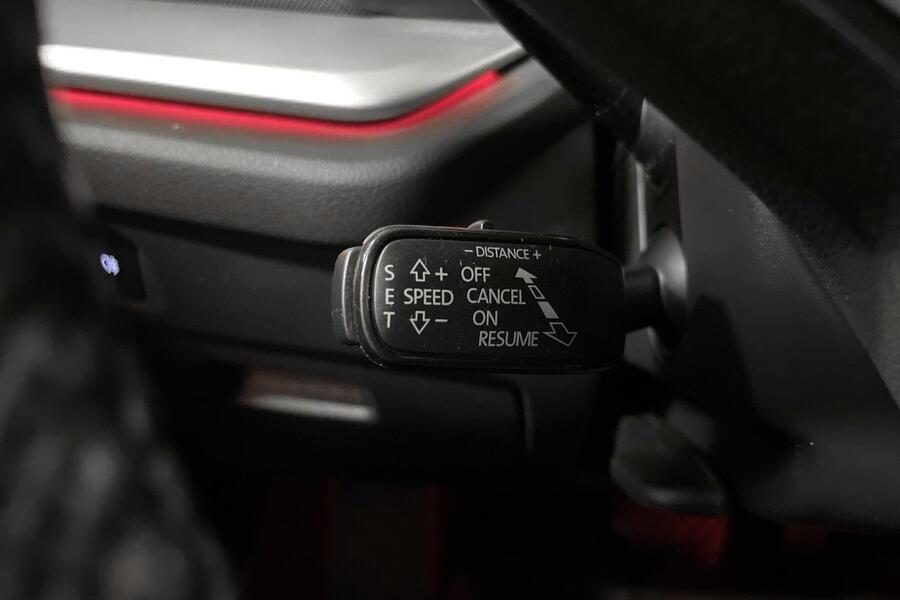 − DISTANCE +
S + OFF
E SPEED CANCEL
T − ON
RESUME